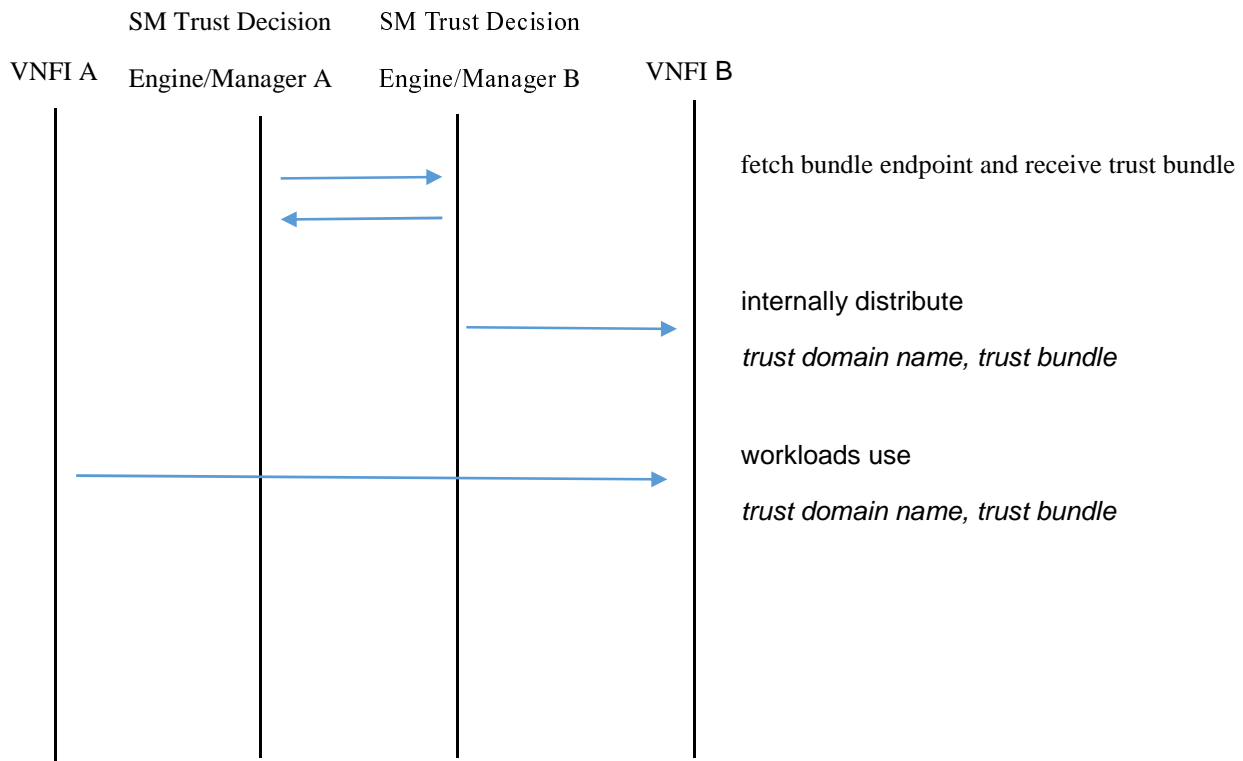 SM Trust Decision
SM Trust Decision
VNFI A
Engine/Manager A
Engine/Manager B
VNFI B
fetch bundle endpoint and receive trust bundle
internally distribute
trust domain name, trust bundle
workloads use
trust domain name, trust bundle